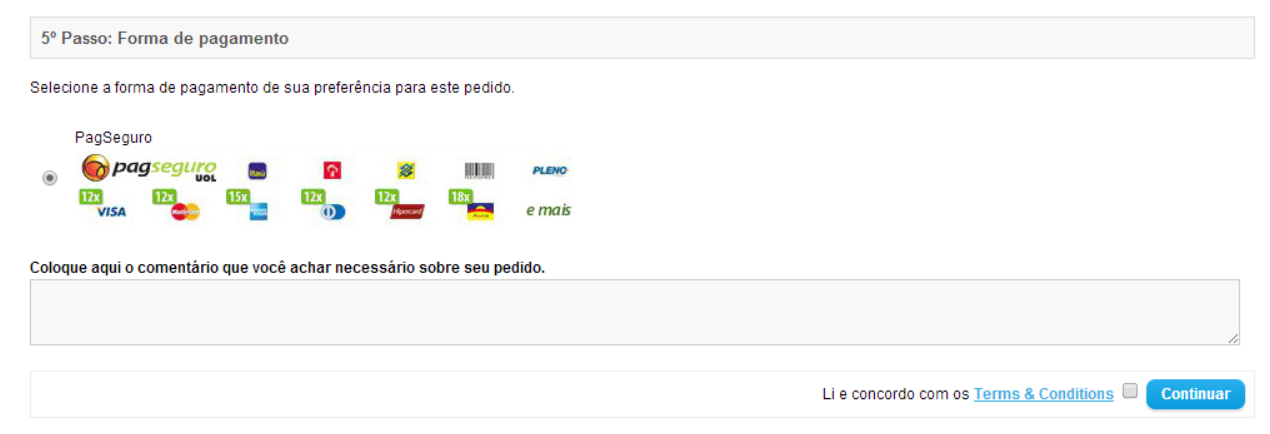 5º Passo: Forma de pagamento
Selecione a forma de pagamento de sua preferência para este pedido.
PagSeguro
pagseguro
UOL
Itaú
PLENO
12x 12x 15x 12x 12x 18x
VISA MasterCard Hipercard Aura e mais
Coloque aqui o comentário que você achar necessário sobre seu pedido.
Li e concordo com os Terms & Conditions Continuar